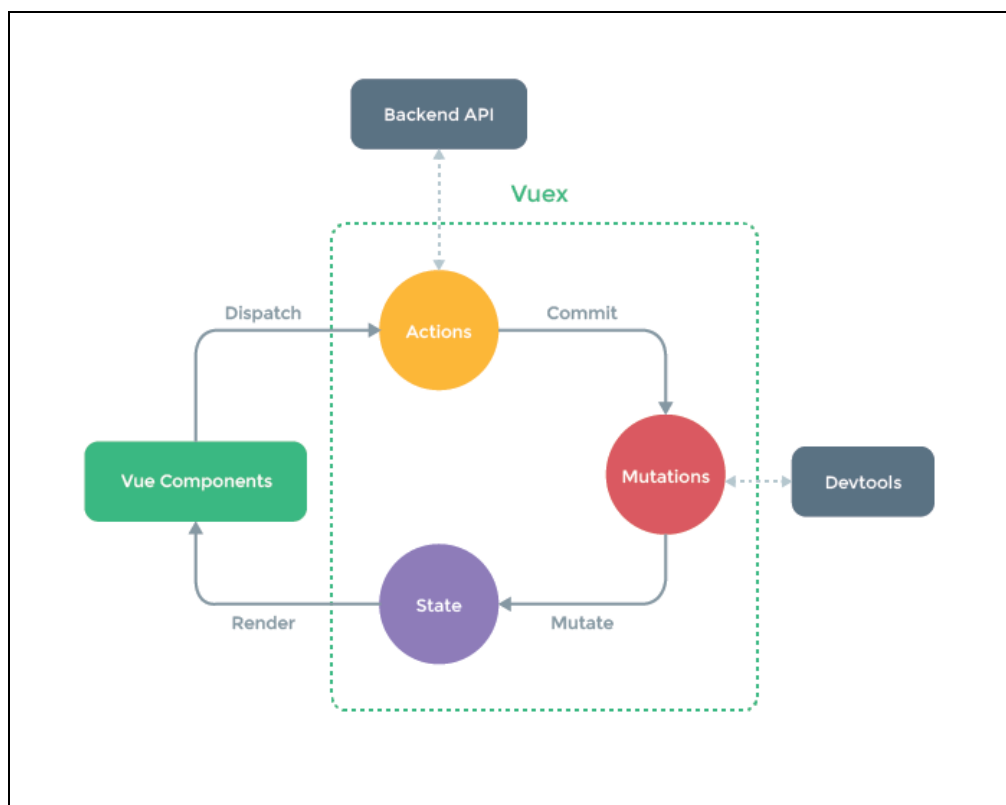 Backend API
Vuex
Dispatch
Actions
Commit
Vue Components
Mutations
Devtools
State
Render
Mutate